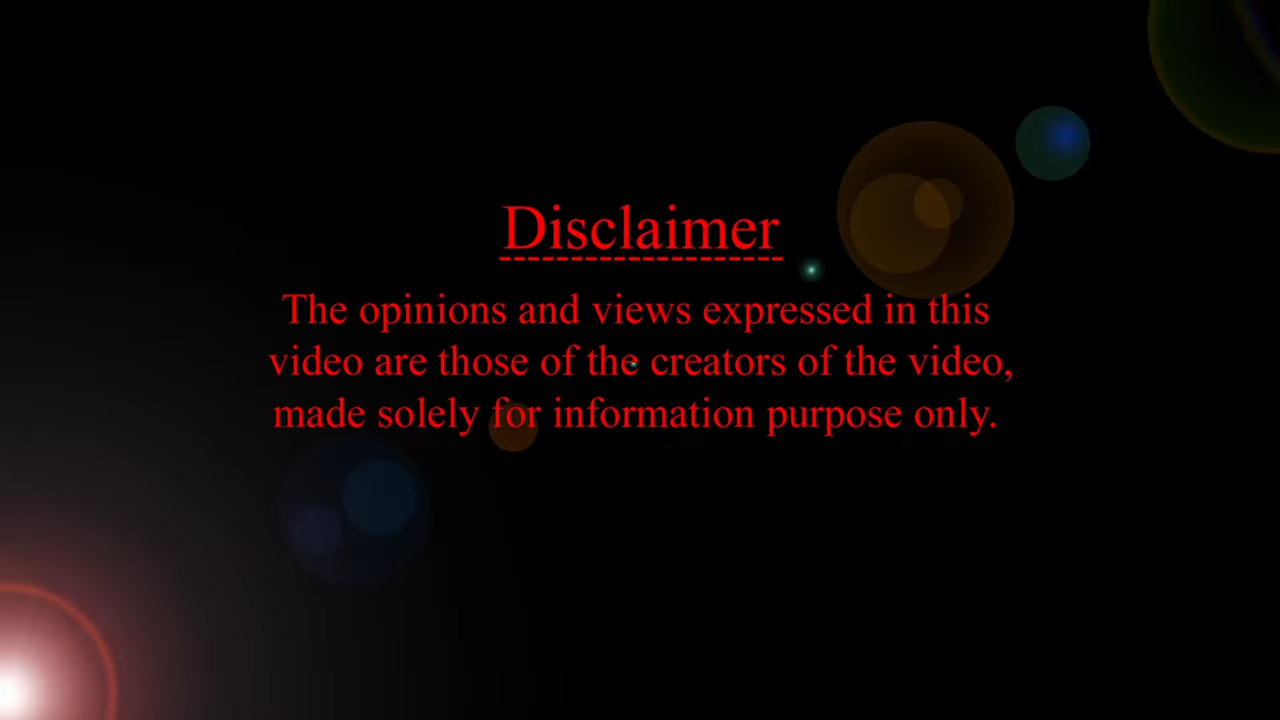 Disclaimer
The opinions and views expressed in this
video are those of the creators of the video,
made solely for information purpose only.